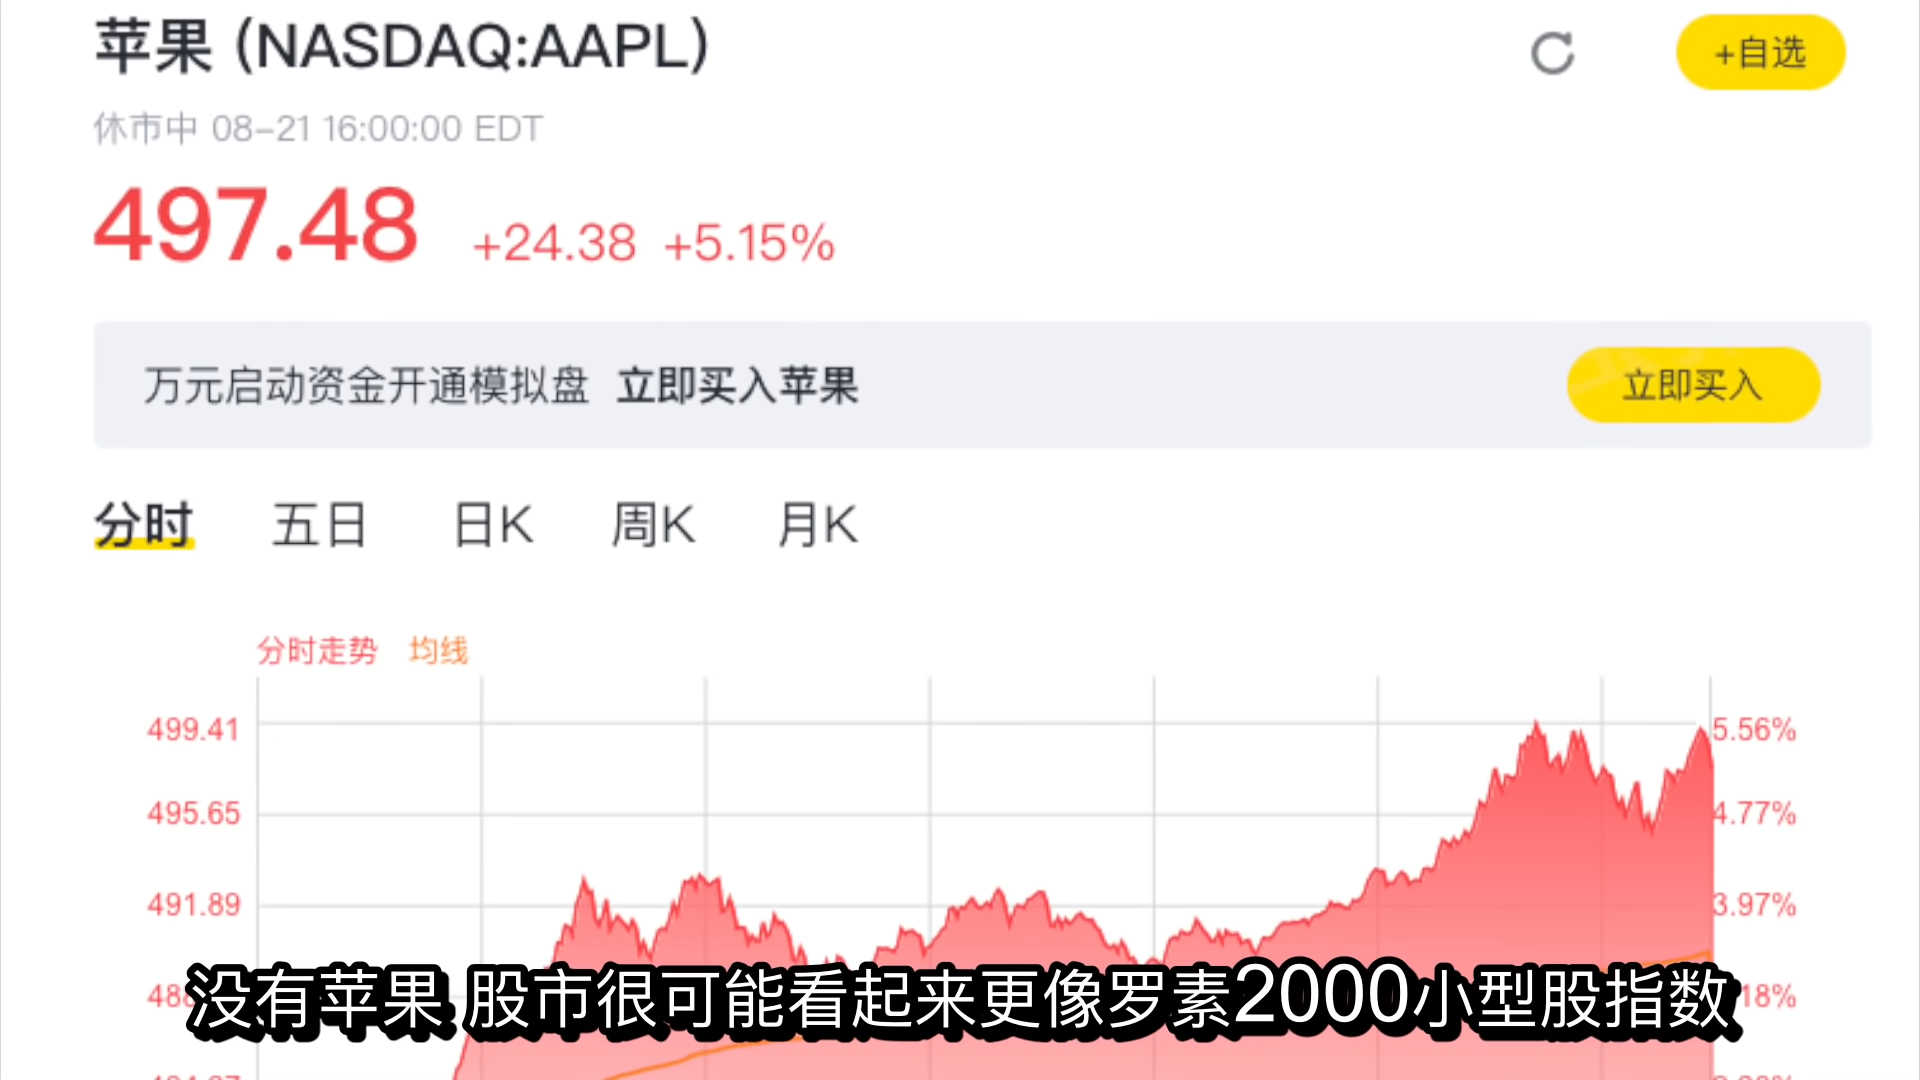 苹果 (NASDAQ:AAPL)
+自选
休市中 08-21 16:00:00 EDT
497.48 +24.38 +5.15%
万元启动资金开通模拟盘 立即买入苹果
立即买入
分时 五日 日K 周K 月K
分时走势 均线
499.41 5.56%
495.65 4.77%
491.89 3.97%
没有苹果 股市很可能看起来更像罗素2000小型股指数